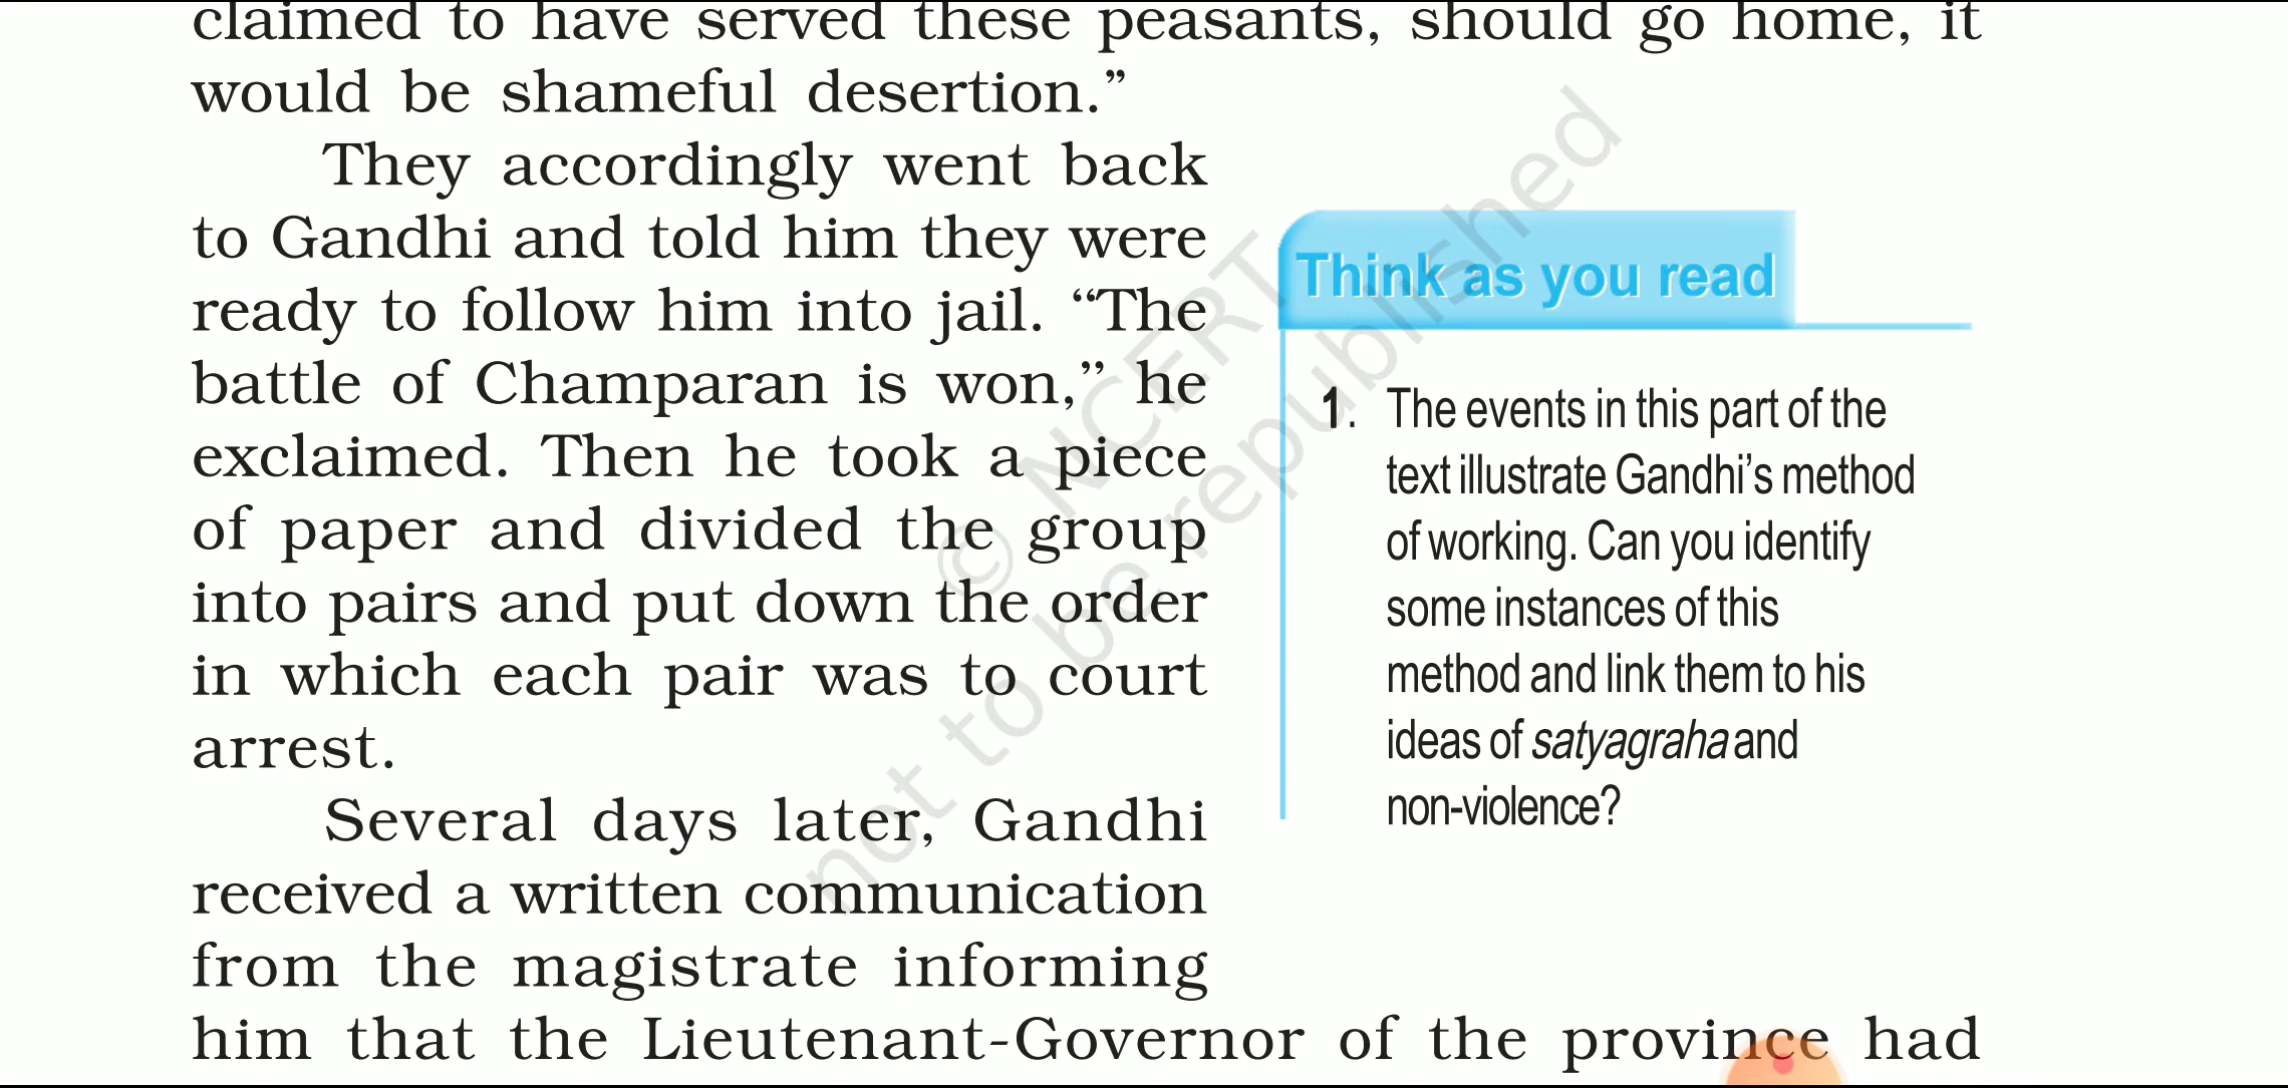 claimed to have served these peasants, should go home, it
would be shameful desertion.”
They accordingly went back
to Gandhi and told him they were
ready to follow him into jail. “The
battle of Champaran is won,” he
exclaimed. Then he took a piece
of paper and divided the group
into pairs and put down the order
in which each pair was to court
arrest.
Several days later, Gandhi
received a written communication
from the magistrate informing
him that the Lieutenant-Governor of the province had
Think as you read
1. The events in this part of the
text illustrate Gandhi’s method
of working. Can you identify
some instances of this
method and link them to his
ideas of satyagraha and
non-violence?
© NCERT
not to be republished